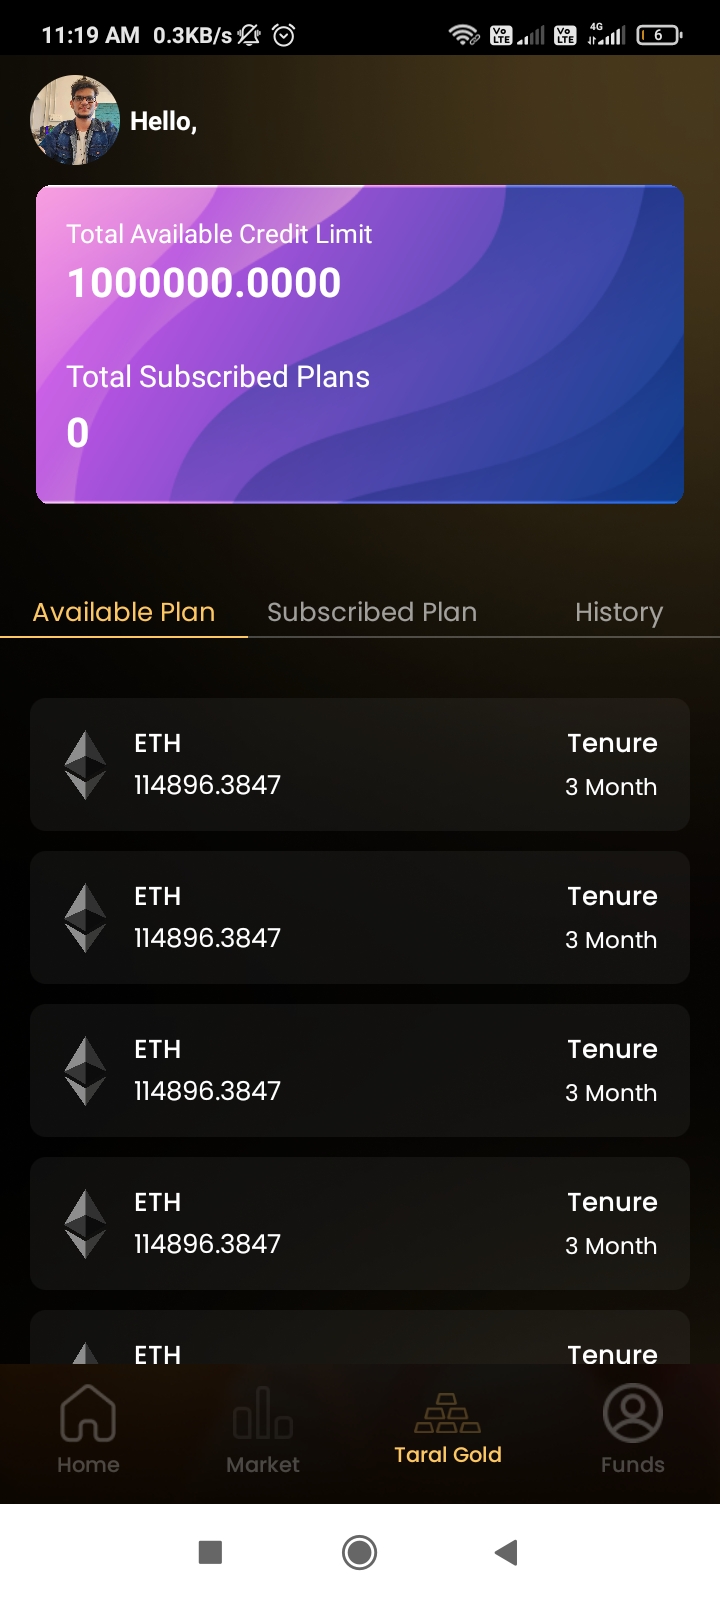 11:19 AM 0.3KB/s Vo LTE Vo LTE 4G 6
Hello,
Total Available Credit Limit
1000000.0000
Total Subscribed Plans
0
Available Plan Subscribed Plan History
ETH Tenure
114896.3847 3 Month
ETH Tenure
114896.3847 3 Month
ETH Tenure
114896.3847 3 Month
ETH Tenure
114896.3847 3 Month
ETH Tenure
Home Market Taral Gold Funds